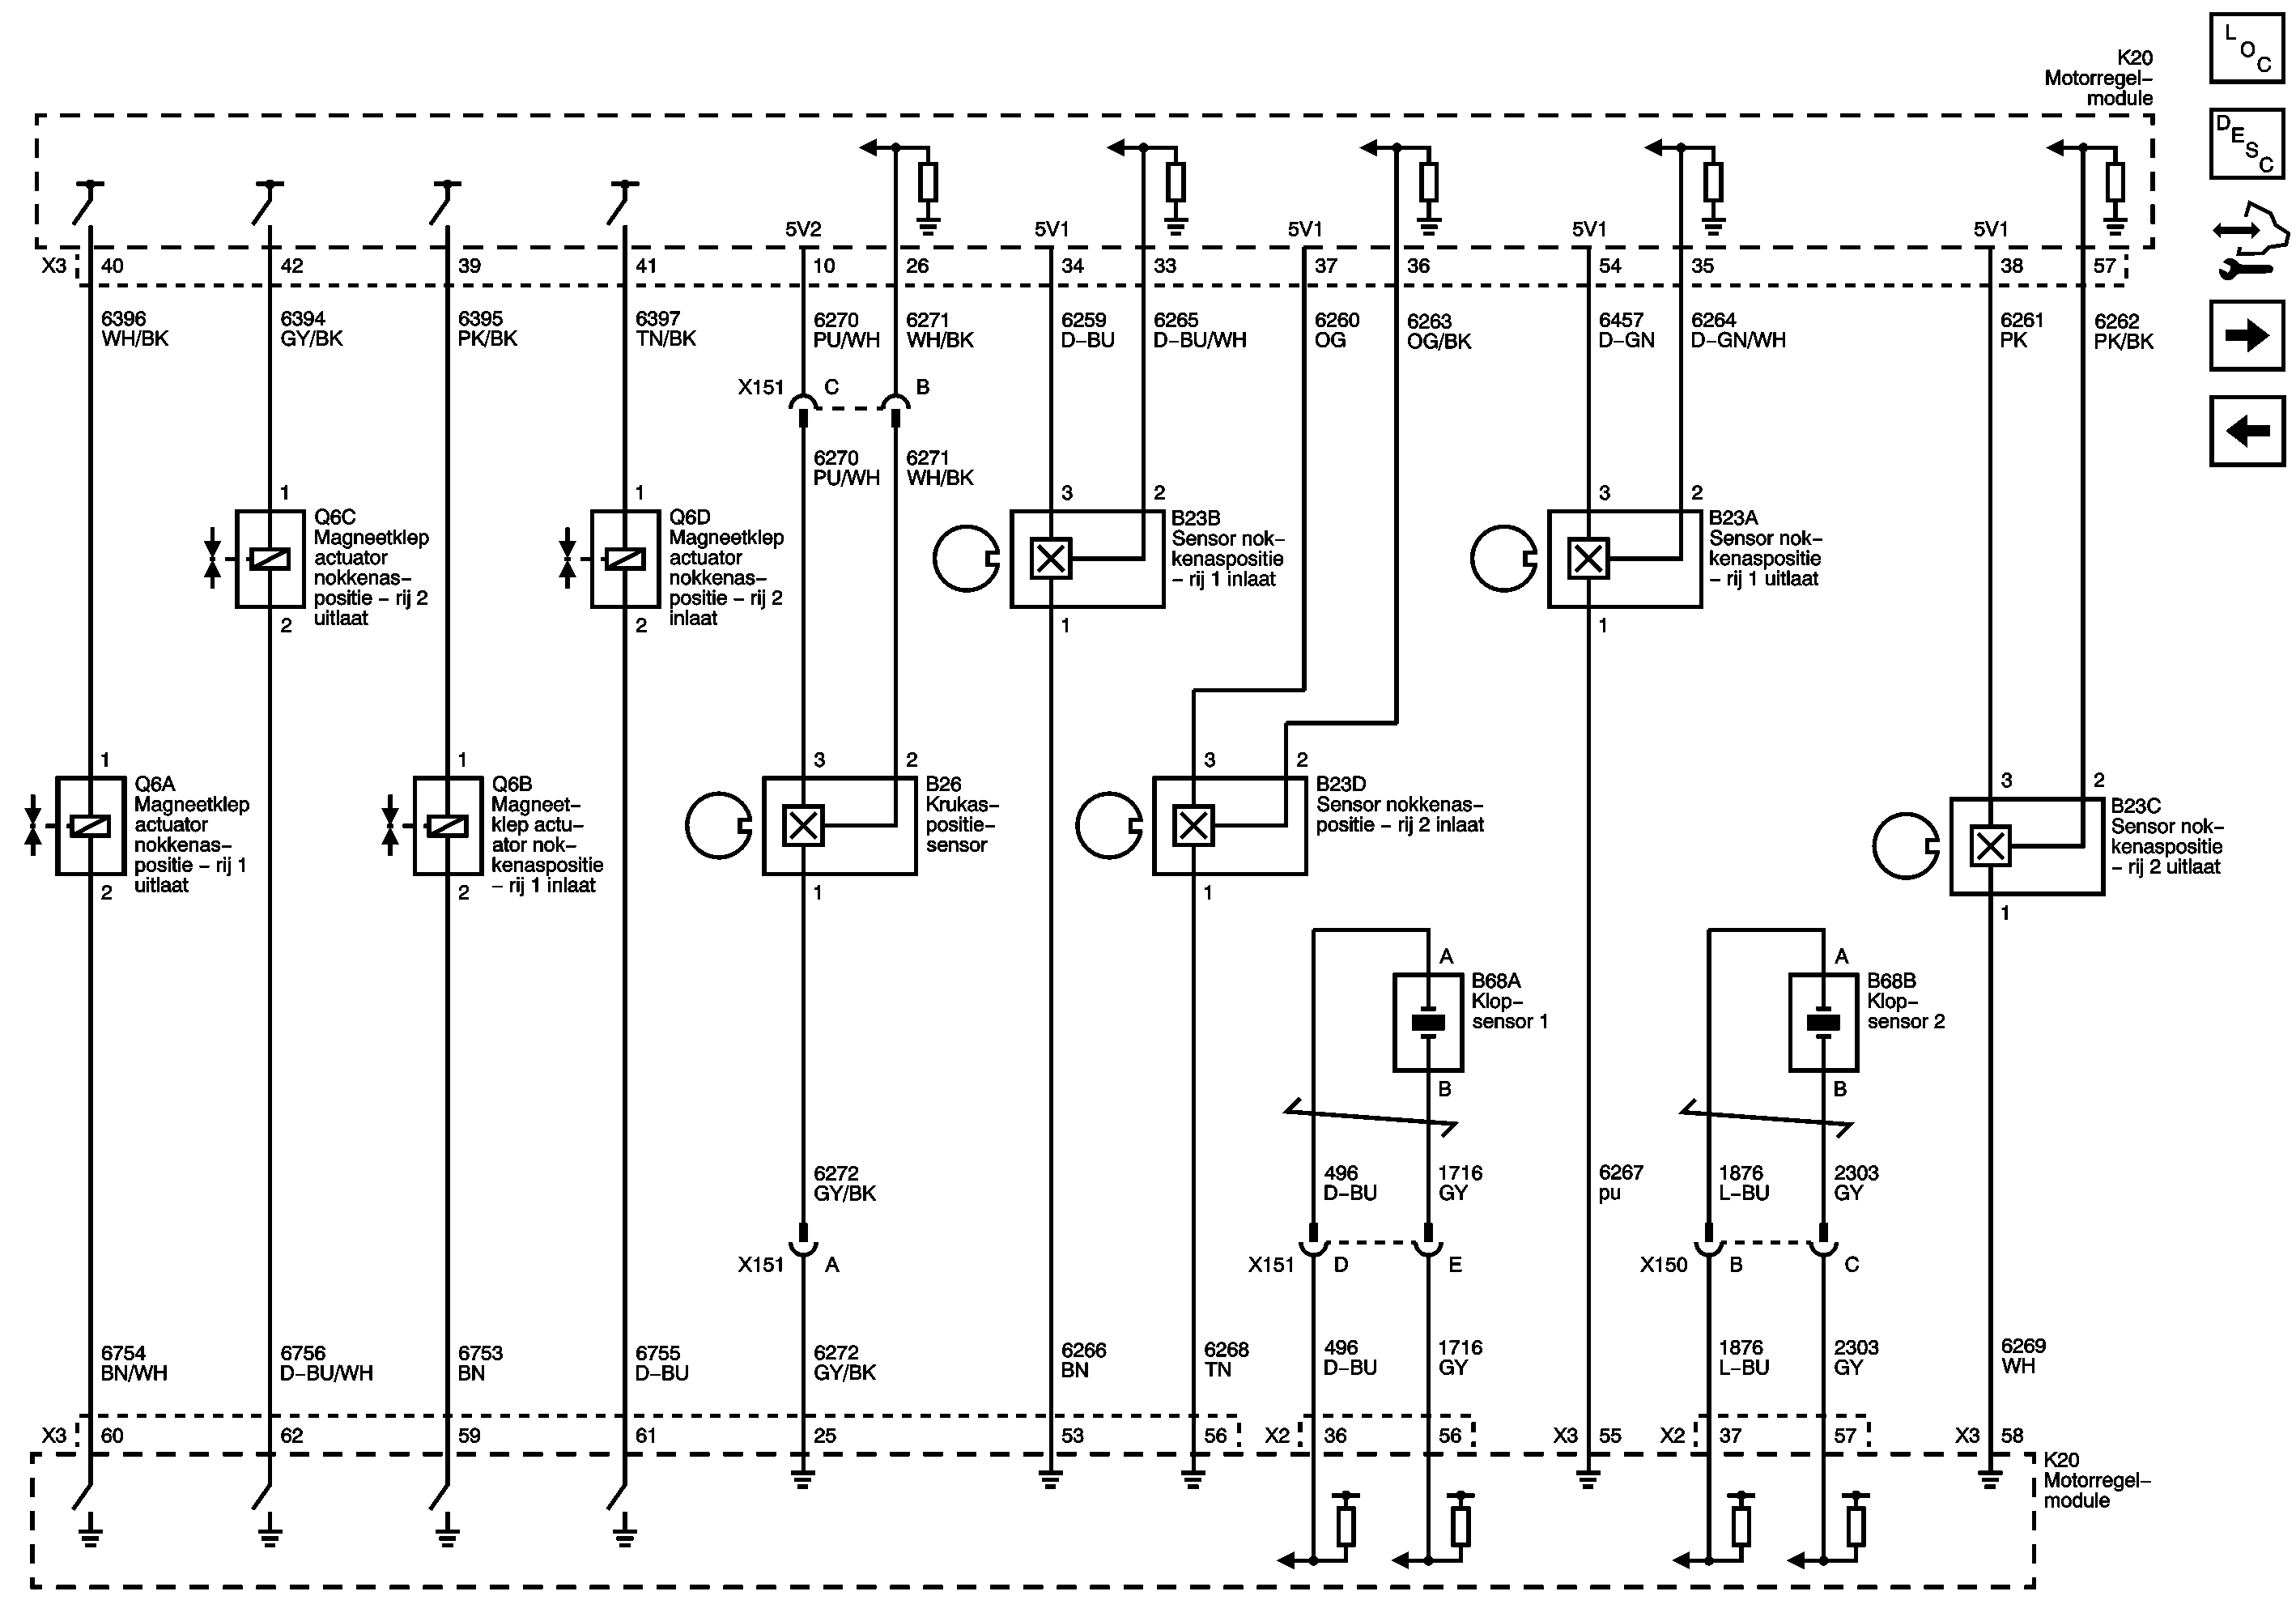 L
O
C
K20
Motorregel–
module
D
E
S
C
5V2
5V1
5V1
5V1
5V1
X3 40 42 39 41 10 26 34 33 37 36 54 35 38 57
6396 6394 6395 6397 6270 6271 6259 6265 6260 6263 6457 6264 6261 6262
WH/BK GY/BK PK/BK TN/BK PU/WH WH/BK D–BU D–BU/WH OG OG/BK D–GN D–GN/WH PK PK/BK
X151 C B
6270 6271
PU/WH WH/BK
1 1 3 2 3 2
Q6C
Magneetklep
actuator
nokkenas–
positie – rij 2
uitlaat
2
Q6D
Magneetklep
actuator
nokkenas–
positie – rij 2
inlaat
2
B23B
Sensor nok–
kenaspositie
– rij 1 inlaat
1
B23A
Sensor nok–
kenaspositie
– rij 1 uitlaat
1
1 1 3 2 3 2 3 2
Q6A
Magneetklep
actuator
nokkenas–
positie – rij 1
uitlaat
2
Q6B
Magneet–
klep actu–
ator nok–
kenaspositie
– rij 1 inlaat
2
B26
Krukas–
positie–
sensor
1
B23D
Sensor nokkenas–
positie – rij 2 inlaat
1
B23C
Sensor nok–
kenaspositie
– rij 2 uitlaat
1
A
B68A
Klop–
sensor 1
B
A
B68B
Klop–
sensor 2
B
6272 496 1716 6267 1876 2303
GY/BK D–BU GY pu L–BU GY
X151 A X151 D E X150 B C
6754 6756 6753 6755 6272 6266 6268 496 1716 1876 2303 6269
BN/WH D–BU/WH BN D–BU GY/BK BN TN D–BU GY L–BU GY WH
X3 60 62 59 61 25 53 56 X2 36 56 X3 55 X2 37 57 X3 58
K20
Motorregel–
module